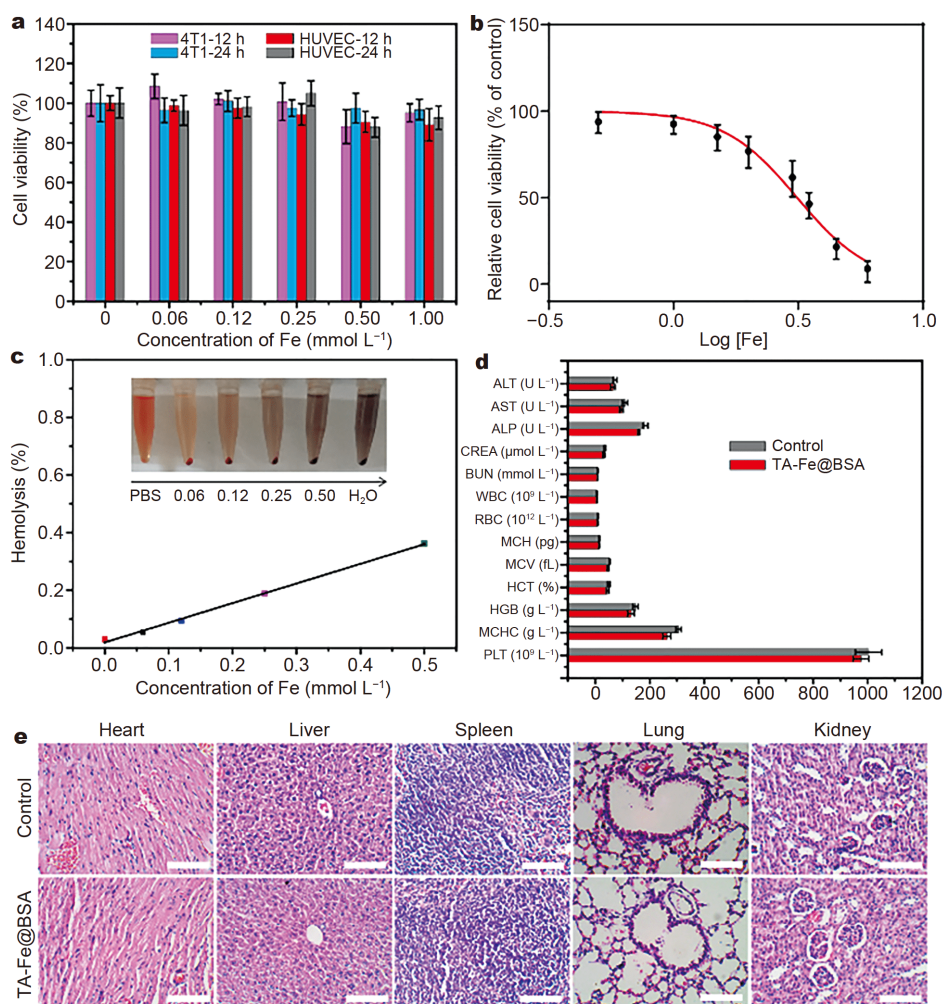 a
140
120
100
80
60
40
20
0
Cell viability (%)
4T1-12 h
HUVEC-12 h
4T1-24 h
HUVEC-24 h
0 0.06 0.12 0.25 0.50 1.00
Concentration of Fe (mmol L⁻¹)
b
150
100
50
0
Relative cell viability (% of control)
−0.5 0.0 0.5 1.0
Log [Fe]
c
1.0
0.8
0.6
0.4
0.2
0.0
Hemolysis (%)
PBS 0.06 0.12 0.25 0.50 H₂O
0.0 0.1 0.2 0.3 0.4 0.5
Concentration of Fe (mmol L⁻¹)
d
ALT (U L⁻¹)
AST (U L⁻¹)
ALP (U L⁻¹)
CREA (μmol L⁻¹)
BUN (mmol L⁻¹)
WBC (10⁹ L⁻¹)
RBC (10¹² L⁻¹)
MCH (pg)
MCV (fL)
HCT (%)
HGB (g L⁻¹)
MCHC (g L⁻¹)
PLT (10⁹ L⁻¹)
Control
TA-Fe@BSA
0 200 400 600 800 1000 1200
e
Heart Liver Spleen Lung Kidney
Control
TA-Fe@BSA